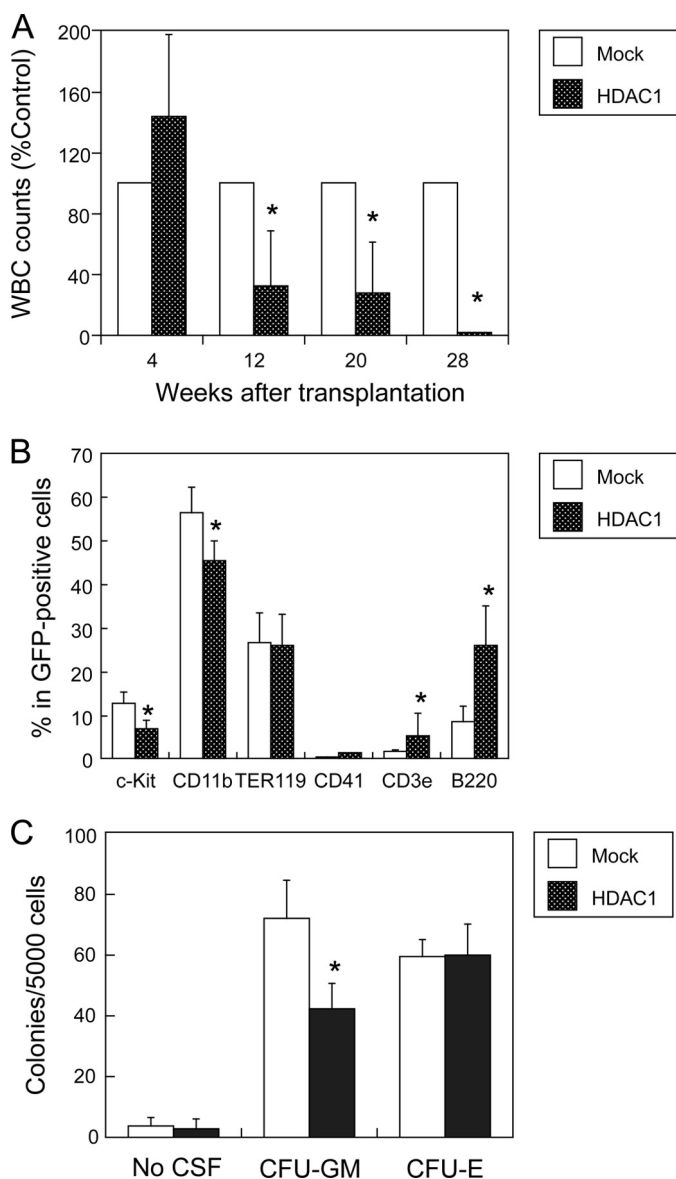 A
WBC counts (%Control)
200
160
120
80
40
0
*
*
*
4 12 20 28
Weeks after transplantation
Mock
HDAC1
B
% in GFP-positive cells
70
60
50
40
30
20
10
0
*
*
*
*
c-Kit CD11b TER119 CD41 CD3e B220
Mock
HDAC1
C
Colonies/5000 cells
100
80
60
40
20
0
*
No CSF CFU-GM CFU-E
Mock
HDAC1